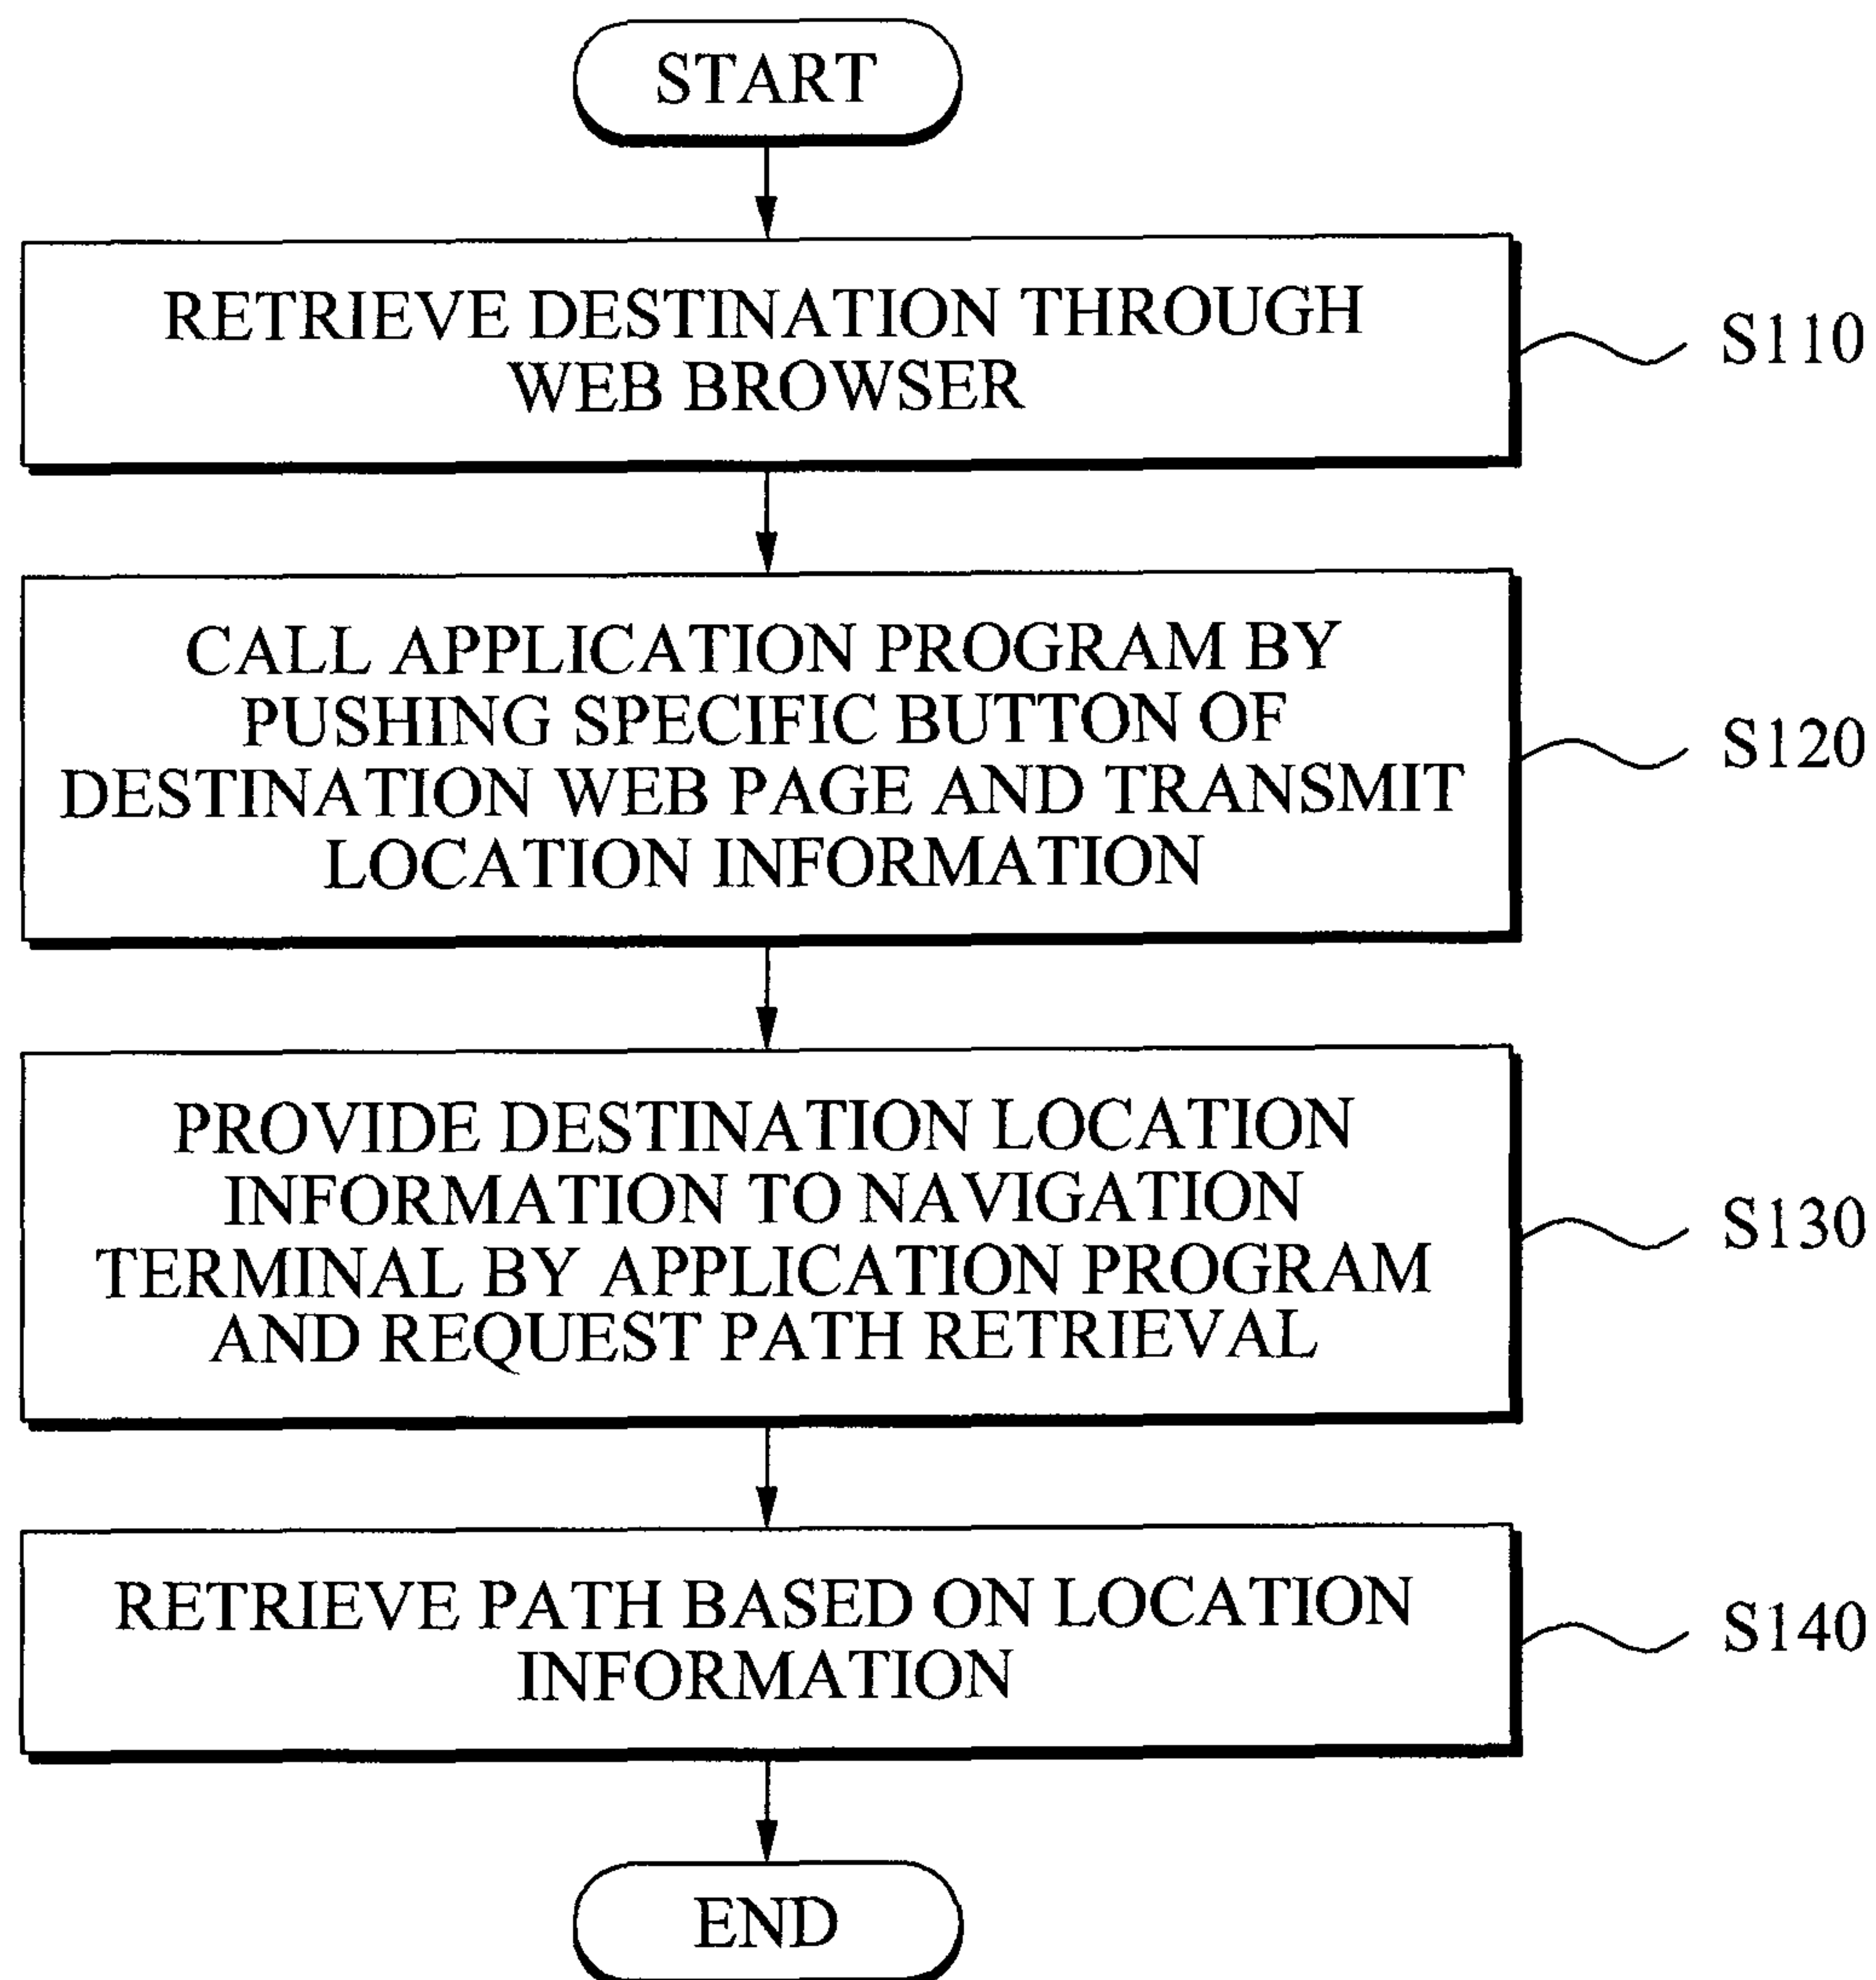 START
RETRIEVE DESTINATION THROUGH
WEB BROWSER
S110
CALL APPLICATION PROGRAM BY
PUSHING SPECIFIC BUTTON OF
DESTINATION WEB PAGE AND TRANSMIT
LOCATION INFORMATION
S120
PROVIDE DESTINATION LOCATION
INFORMATION TO NAVIGATION
TERMINAL BY APPLICATION PROGRAM
AND REQUEST PATH RETRIEVAL
S130
RETRIEVE PATH BASED ON LOCATION
INFORMATION
S140
END